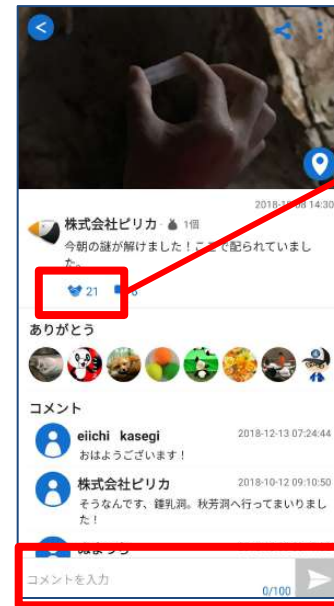 株式会社ピリカ 1個
今朝の謎が解けました！ここで配られていまし
た。
21
ありがとう
コメント
eiichi kasegi 2018-12-13 07:24:44
おはようございます！
株式会社ピリカ 2018-10-12 09:10:50
そうなんです、鍾乳洞。秋芳洞へ行ってまいりまし
た！
コメントを入力
0/100